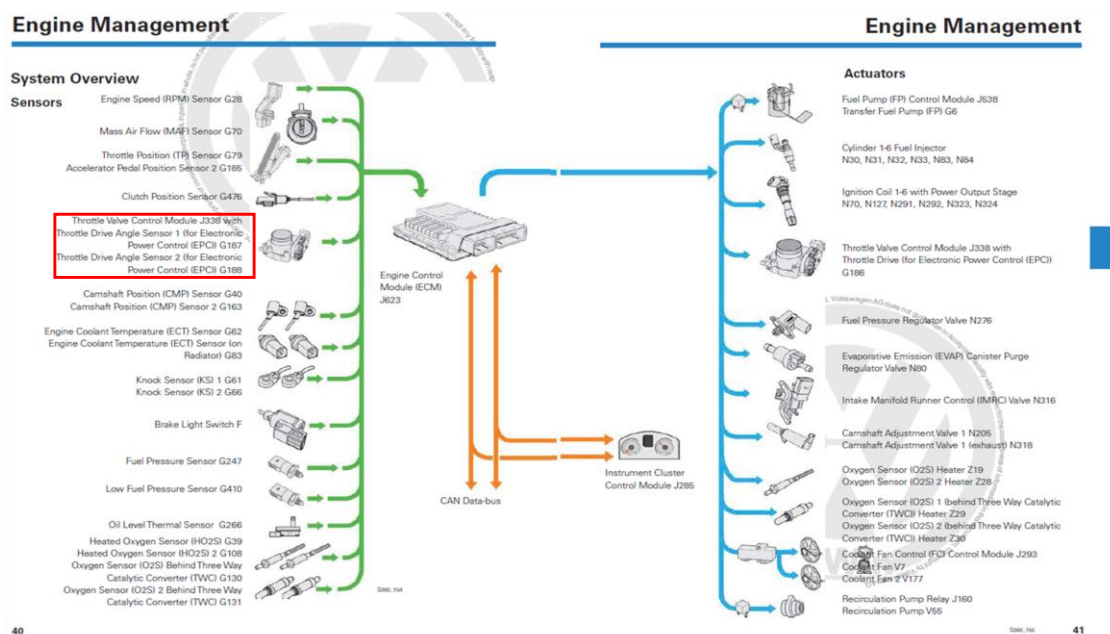 Engine Management
System Overview
Sensors
Engine Speed (RPM) Sensor G28
Mass Air Flow (MAF) Sensor G70
Throttle Position (TP) Sensor G79
Accelerator Pedal Position Sensor 2 G185
Clutch Position Sensor G476
Throttle Valve Control Module J338 with
Throttle Drive Angle Sensor 1 (for Electronic
Power Control (EPC)) G187
Throttle Drive Angle Sensor 2 (for Electronic
Power Control (EPC)) G188
Camshaft Position (CMP) Sensor G40
Camshaft Position (CMP) Sensor 2 G163
Engine Coolant Temperature (ECT) Sensor G62
Engine Coolant Temperature (ECT) Sensor (on
Radiator) G83
Knock Sensor (KS) 1 G61
Knock Sensor (KS) 2 G66
Brake Light Switch F
Fuel Pressure Sensor G247
Low Fuel Pressure Sensor G410
Oil Level Thermal Sensor G266
Heated Oxygen Sensor (HO2S) G39
Heated Oxygen Sensor (HO2S) 2 G108
Oxygen Sensor (O2S) Behind Three Way
Catalytic Converter (TWC) G130
Oxygen Sensor (O2S) 2 Behind Three Way
Catalytic Converter (TWC) G131
S360_154
40
Engine Control
Module (ECM)
J623
CAN Data-bus
Instrument Cluster
Control Module J285
Engine Management
Actuators
Fuel Pump (FP) Control Module J538
Transfer Fuel Pump (FP) G6
Cylinder 1-6 Fuel Injector
N30, N31, N32, N33, N83, N84
Ignition Coil 1-6 with Power Output Stage
N70, N127, N291, N292, N323, N324
Throttle Valve Control Module J338 with
Throttle Drive (for Electronic Power Control (EPC))
G186
Fuel Pressure Regulator Valve N276
Evaporative Emission (EVAP) Canister Purge
Regulator Valve N80
Intake Manifold Runner Control (IMRC) Valve N316
Camshaft Adjustment Valve 1 N205
Camshaft Adjustment Valve 1 (exhaust) N318
Oxygen Sensor (O2S) Heater Z19
Oxygen Sensor (O2S) 2 Heater Z28
Oxygen Sensor (O2S) 1 (behind Three Way Catalytic
Converter (TWC)) Heater Z29
Oxygen Sensor (O2S) 2 (behind Three Way Catalytic
Converter (TWC)) Heater Z30
Coolant Fan Control (FC) Control Module J293
Coolant Fan V7
Coolant Fan 2 V177
Recirculation Pump Relay J160
Recirculation Pump V55
S360_155
41